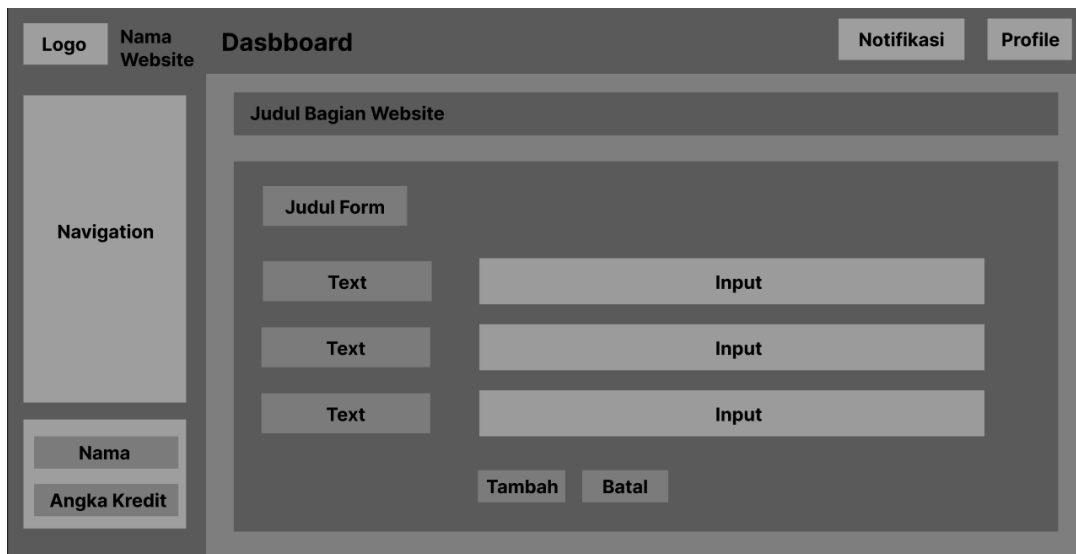 Logo
Nama
Website
Dasbboard
Notifikasi
Profile
Navigation
Nama
Angka Kredit
Judul Bagian Website
Judul Form
Text
Input
Text
Input
Text
Input
Tambah
Batal